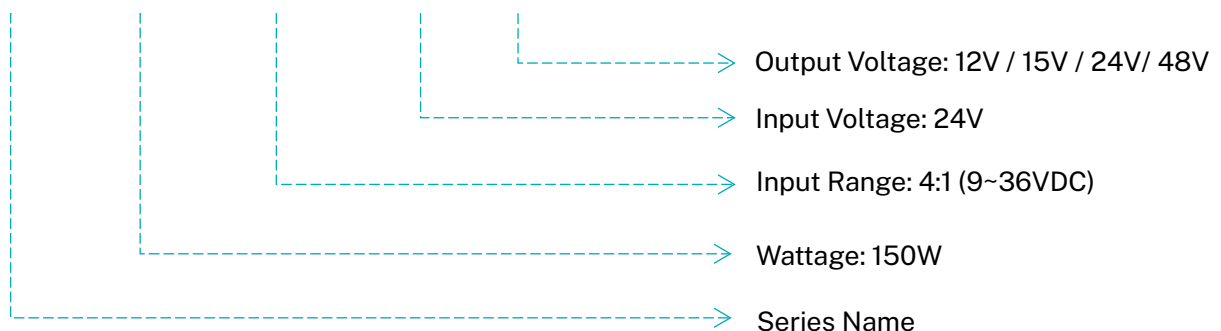 Output Voltage: 12V / 15V / 24V/ 48V
Input Voltage: 24V
Input Range: 4:1 (9~36VDC)
Wattage: 150W
Series Name